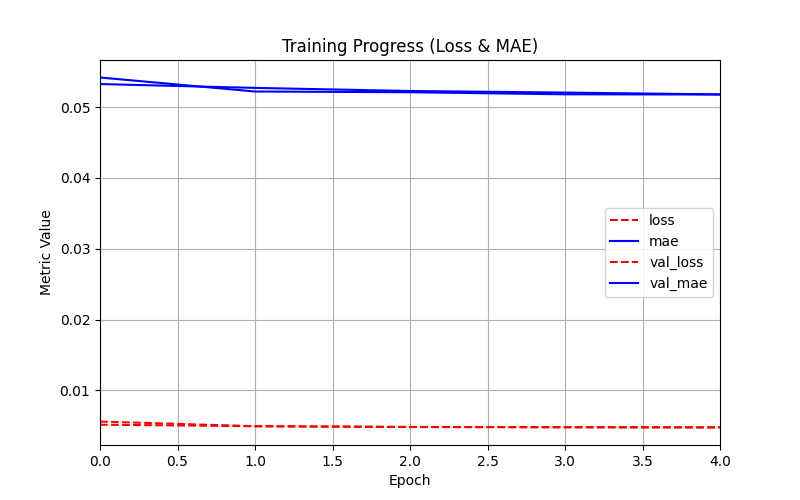 Training Progress (Loss & MAE)
Metric Value
0.05
0.04
0.03
0.02
0.01
loss
mae
val_loss
val_mae
0.0 0.5 1.0 1.5 2.0 2.5 3.0 3.5 4.0
Epoch